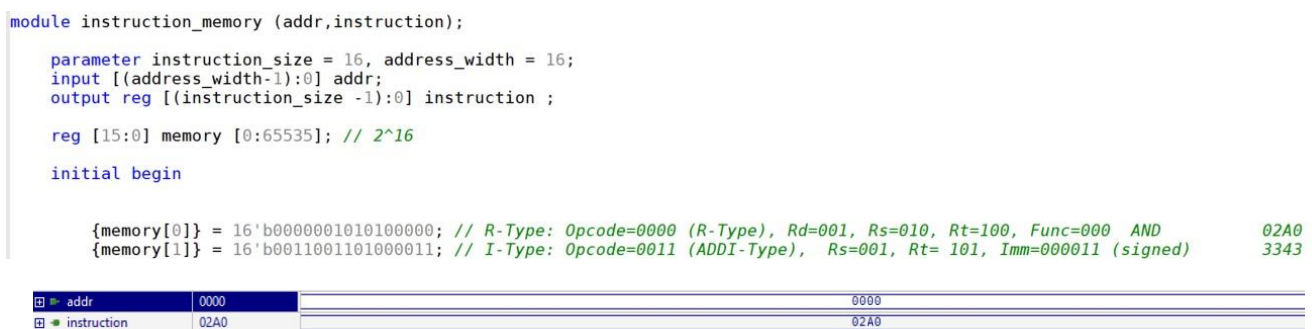 module instruction_memory (addr,instruction);
parameter instruction_size = 16, address_width = 16;
input [(address_width-1):0] addr;
output reg [(instruction_size -1):0] instruction ;
reg [15:0] memory [0:65535]; // 2^16
initial begin
{memory[0]} = 16'b0000001010100000; // R-Type: Opcode=0000 (R-Type), Rd=001, Rs=010, Rt=100, Func=000 AND 02A0
{memory[1]} = 16'b0011001101000011; // I-Type: Opcode=0011 (ADDI-Type), Rs=001, Rt= 101, Imm=000011 (signed) 3343
addr 0000 0000
instruction 02A0 02A0